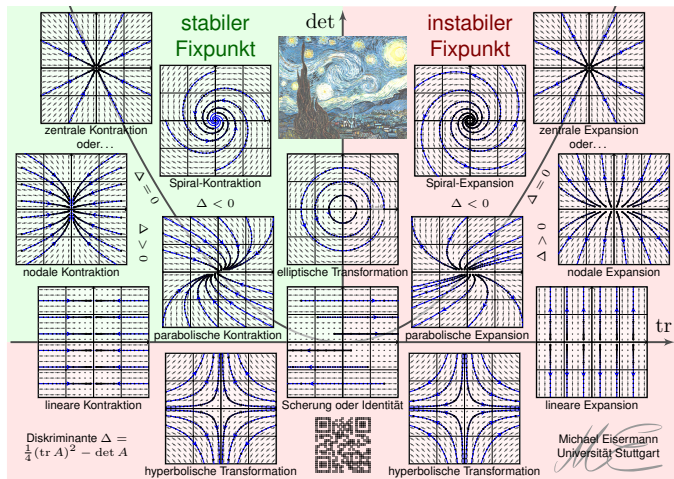 stabiler
Fixpunkt
det
instabiler
Fixpunkt
zentrale Kontraktion
oder…
zentrale Expansion
oder…
Spiral-Kontraktion
Spiral-Expansion
Δ = 0
Δ < 0
Δ < 0
Δ = 0
Δ > 0
Δ > 0
nodale Kontraktion
elliptische Transformation
nodale Expansion
parabolische Kontraktion
parabolische Expansion
tr
lineare Kontraktion
Scherung oder Identität
lineare Expansion
Diskriminante Δ =
¼(tr A)² − det A
hyperbolische Transformation
hyperbolische Transformation
Michael Eisermann
Universität Stuttgart
ME